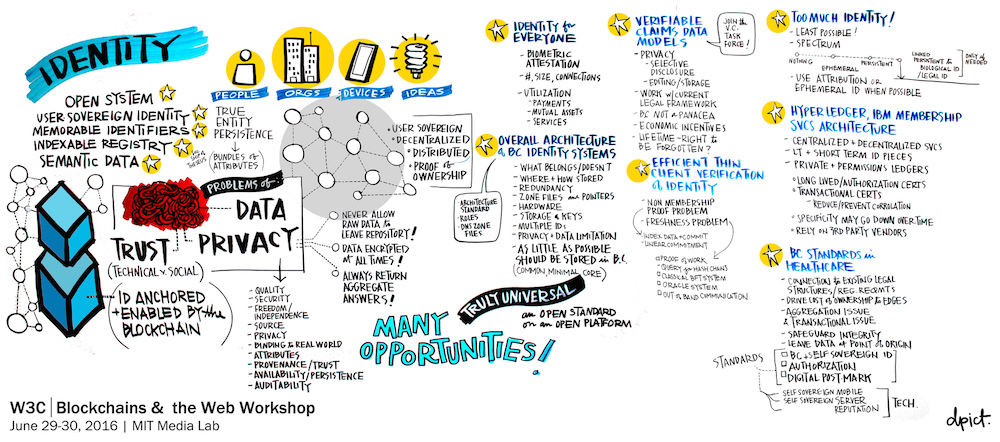 IDENTITY
OPEN SYSTEM
USER SOVEREIGN IDENTITY
MEMORABLE IDENTIFIERS
INDEXABLE REGISTRY
SEMANTIC DATA
PEOPLE
ORGS
DEVICES
IDEAS
TRUE
ENTITY
PERSISTENCE
BUNDLES of
ATTRIBUTES
• USER SOVEREIGN
• DECENTRALIZED
• DISTRIBUTED
• PROOF of
OWNERSHIP
PROBLEMS of...
DATA
TRUST
(TECHNICAL v. SOCIAL)
PRIVACY
ID ANCHORED
+ ENABLED by the
BLOCKCHAIN
NEVER ALLOW
RAW DATA to
LEAVE REPOSITORY!
DATA ENCRYPTED
at ALL TIMES!
ALWAYS RETURN
AGGREGATE
ANSWERS!
- QUALITY
- SECURITY
- FREEDOM/
INDEPENDENCE
- SOURCE
- PRIVACY
- BINDING & REAL WORLD
- ATTRIBUTES
- PROVENANCE/TRUST
- AVAILABILITY/PERSISTENCE
- AUDITABILITY
MANY
OPPORTUNITIES!
TRULY UNIVERSAL
an OPEN STANDARD
on an OPEN PLATFORM
IDENTITY for
EVERYONE
- BIOMETRIC
ATTESTATION
- #, SIZE, CONNECTIONS
- UTILIZATION
- PAYMENTS
- MUTUAL ASSETS
- SERVICES
OVERALL ARCHITECTURE
of BC IDENTITY SYSTEMS
- WHAT BELONGS/DOESN'T
- WHERE + HOW STORED
- REDUNDANCY
- ZONE FILES as POINTERS
- HARDWARE
- STORAGE & KEYS
- MULTIPLE IDs
- PRIVACY + DATA LIMITATION
- AS LITTLE as POSSIBLE
SHOULD BE STORED in B.C.
(COMMON, MINIMAL CORE)
• ARCHITECTURE
STANDARD
• ROLES
• DNS ZONE
FILES
VERIFIABLE
CLAIMS DATA
MODELS
JOIN the
V.C.
TASK
FORCE!
- PRIVACY
- SELECTIVE
DISCLOSURE
- EDITING/STORAGE
- WORK w/ CURRENT
LEGAL FRAMEWORK
- BC NOT a PANACEA
- ECONOMIC INCENTIVES
- LIFETIME - RIGHT to
BE FORGOTTEN?
EFFICIENT THIN
CLIENT VERIFICATION
of IDENTITY
- NON MEMBERSHIP
PROOF PROBLEM
- FRESHNESS PROBLEM
- INDEX DATA + COMMIT
- LINEAR COMMITMENT
PROOF of WORK
QUERY for HASH CHAINS
CLASSICAL BFT SYSTEM
ORACLE SYSTEM
OUT of BAND COMMUNICATION
TOO MUCH IDENTITY!
- LEAST POSSIBLE!
- SPECTRUM
NOTHING
EPHEMERAL
PERSISTENT
LINKED
PERSISTENT &
BIOLOGICAL ID
/LEGAL ID
ONLY IF
NEEDED
- USE ATTRIBUTION or
EPHEMERAL ID WHEN POSSIBLE
HYPERLEDGER, IBM MEMBERSHIP
SVCS ARCHITECTURE
- CENTRALIZED + DECENTRALIZED SVCS
- LT + SHORT TERM ID PIECES
- PRIVATE + PERMISSIONS LEDGERS
• LONG LIVED/AUTHORIZATION CERTS
• TRANSACTIONAL CERTS
- REDUCE/PREVENT CORRELATION
• SPECIFICITY MAY GO DOWN OVER TIME
• RELY ON 3RD PARTY VENDORS
BC STANDARDS in
HEALTHCARE
- CONNECTION to EXISTING LEGAL
STRUCTURES/REG. REQMTS
- DRIVE COST of OWNERSHIP to EDGES
- AGGREGATION ISSUE
& TRANSACTIONAL ISSUE
- SAFEGUARD INTEGRITY
- LEAVE DATA at POINT of ORIGIN
STANDARDS
BC + SELF SOVEREIGN ID
AUTHORIZATION
DIGITAL POST MARK
SELF SOVEREIGN MOBILE
SELF SOVEREIGN SERVER
REPUTATION
TECH.
W3C | Blockchains & the Web Workshop
June 29-30, 2016 | MIT Media Lab
dpict.